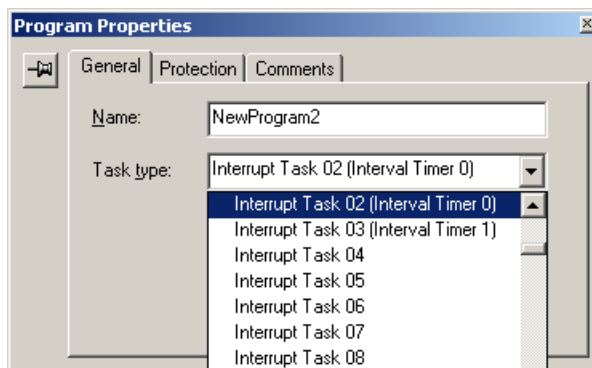 Program Properties
General Protection Comments
Name: NewProgram2
Task type: Interrupt Task 02 (Interval Timer 0)
Interrupt Task 02 (Interval Timer 0)
Interrupt Task 03 (Interval Timer 1)
Interrupt Task 04
Interrupt Task 05
Interrupt Task 06
Interrupt Task 07
Interrupt Task 08